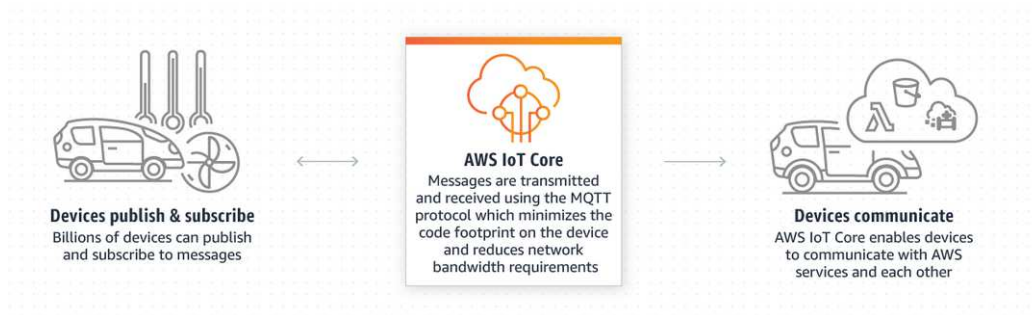 Devices publish & subscribe
Billions of devices can publish
and subscribe to messages
AWS IoT Core
Messages are transmitted
and received using the MQTT
protocol which minimizes the
code footprint on the device
and reduces network
bandwidth requirements
Devices communicate
AWS IoT Core enables devices
to communicate with AWS
services and each other